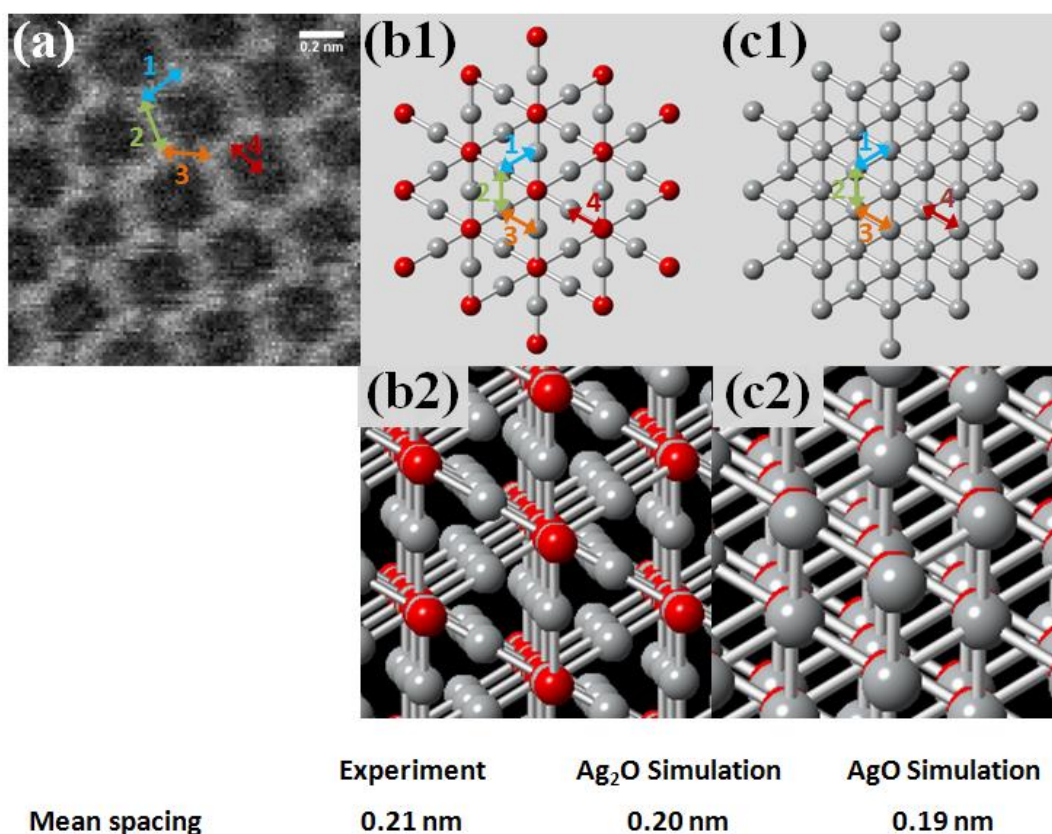 (a)
0.2 nm
1
2
3
4
(b1)
1
2
3
4
(c1)
1
2
3
4
(b2)
(c2)
Experiment Ag₂O Simulation AgO Simulation
Mean spacing 0.21 nm 0.20 nm 0.19 nm